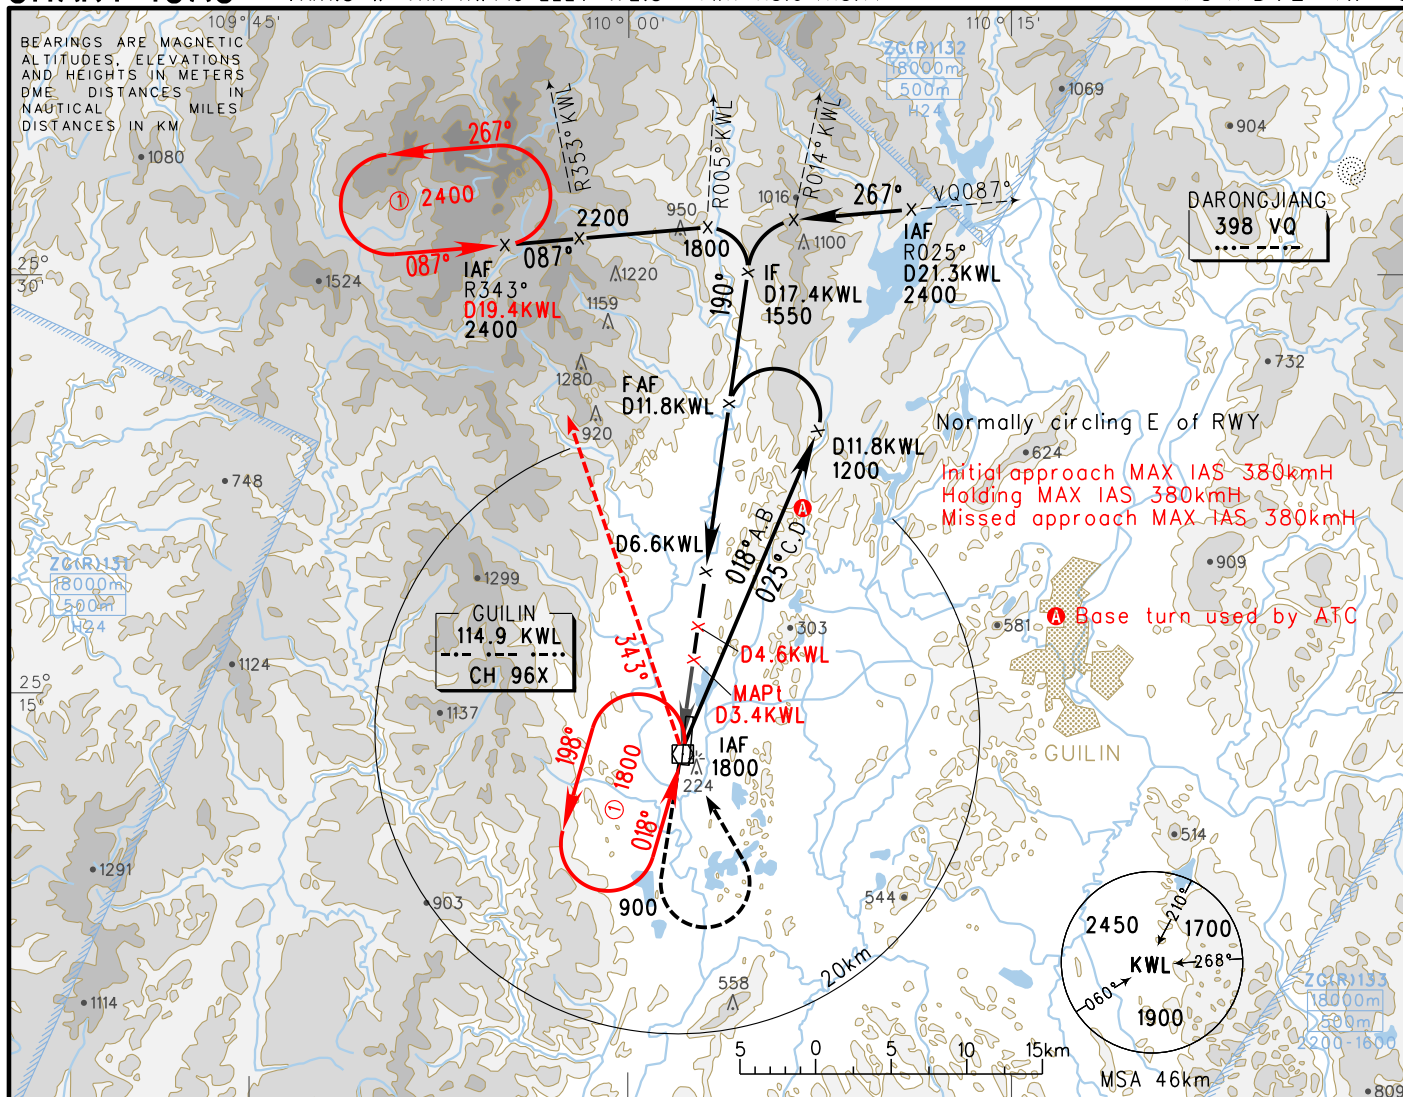 109°45'
110°00'
110°15'
BEARINGS ARE MAGNETIC
ALTITUDES, ELEVATIONS
AND HEIGHTS IN METERS
DME DISTANCES IN
NAUTICAL MILES
DISTANCES IN KM
ZG(R)132
18000m
500m
H24
1069
904
1080
267°
① 2400
087°
R353°KWL
R005°KWL
R014°KWL
VQ087°
DARONGJIANG
398 VQ
2200
087°
950
1800
1016
1100
267°
IAF
R025°
D21.3KWL
2400
25°
30'
1524
IAF
R343°
D19.4KWL
2400
1220
1159
190°
IF
D17.4KWL
1550
732
1280
920
FAF
D11.8KWL
D11.8KWL
1200
Normally circling E of RWY
624
Initial approach MAX IAS 380kmH
Holding MAX IAS 380kmH
Missed approach MAX IAS 380kmH
748
A
D6.6KWL
018°A.B
025°C.D
909
ZG(R)131
18000m
500m
H24
1299
GUILIN
114.9 KWL
CH 96X
343°
303
581
A Base turn used by ATC
D4.6KWL
1124
25°
15'
MAPt
D3.4KWL
1137
GUILIN
198°
① 1800
018°
IAF
1800
224
514
1291
903
900
544
2450
1700
210°
KWL
268°
060°
1900
MSA 46km
20km
558
1114
ZG(R)133
18000m
500m
2200-1600
5 0 5 10 15km
809